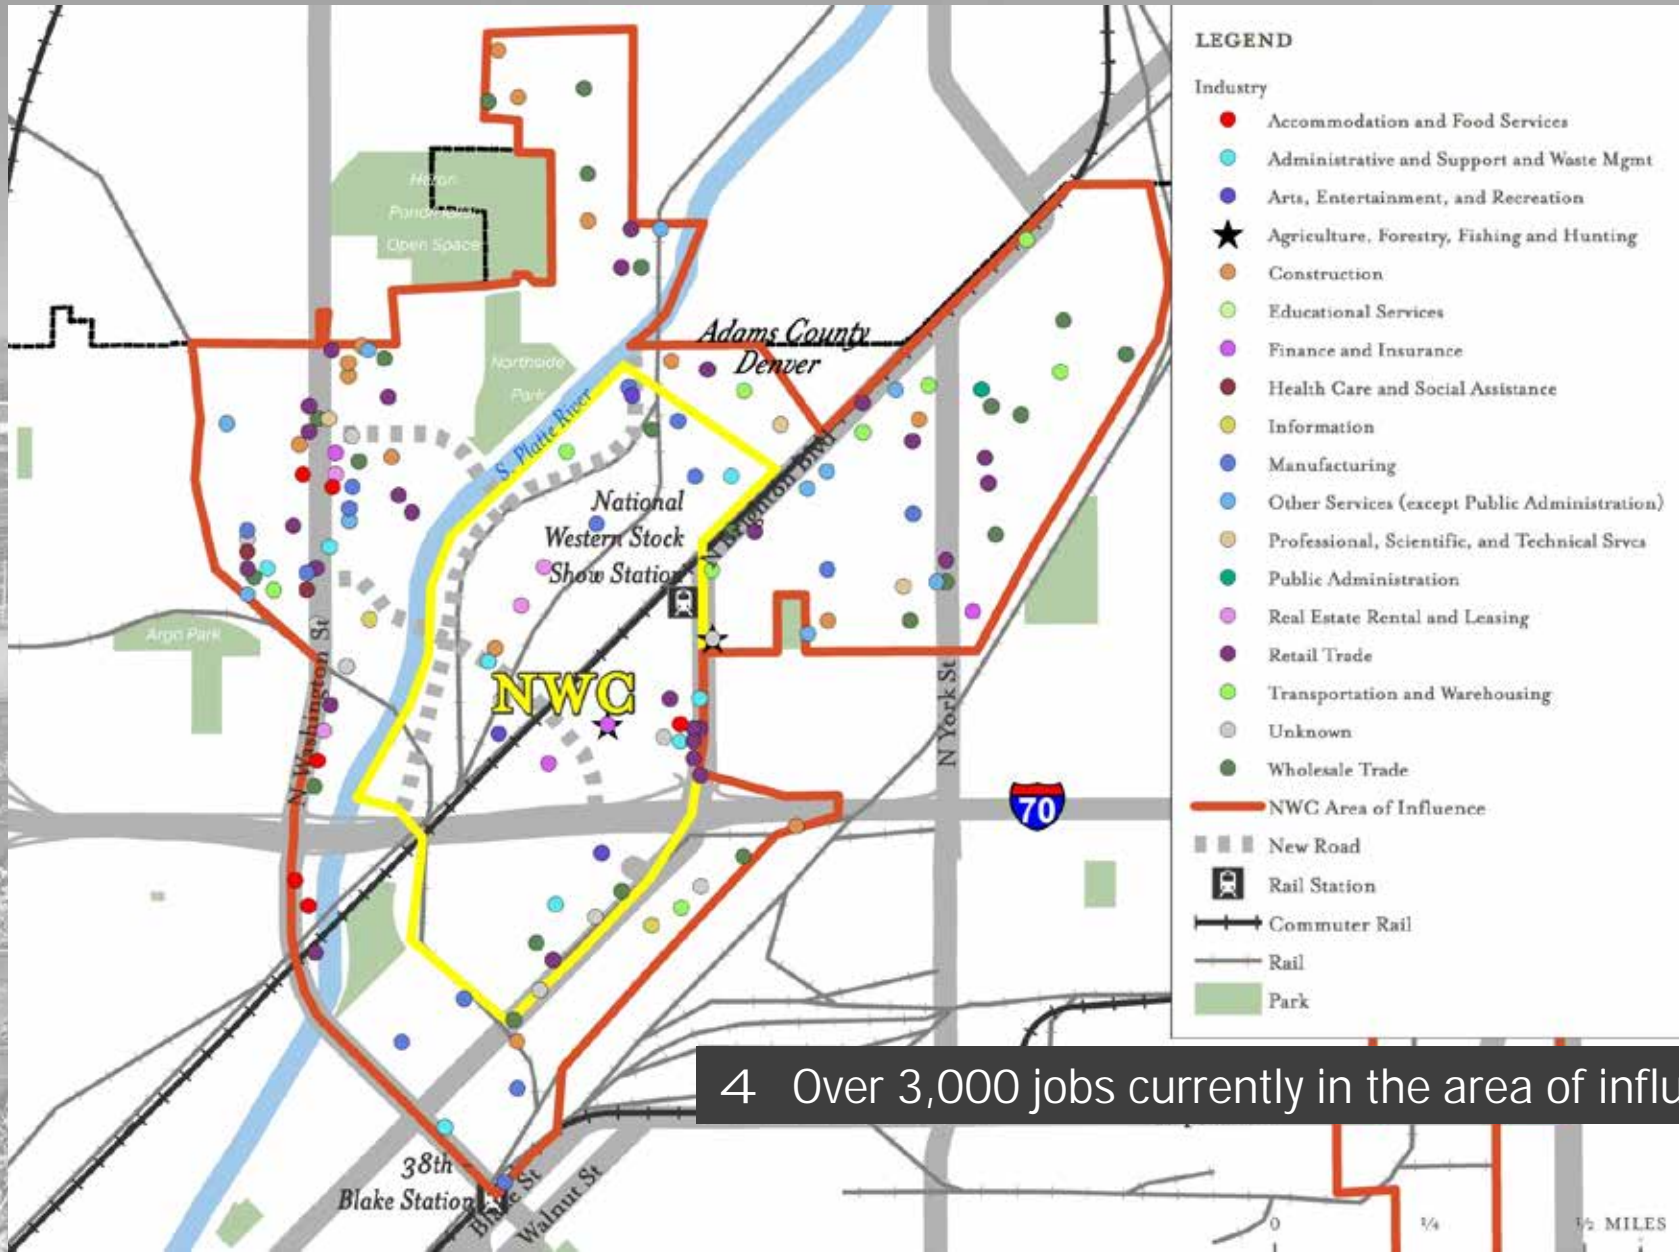 Heron
Pond/Heller
Open Space
Northside
Park
Adams County
Denver
S. Platte River
N Brighton Blvd
National
Western Stock
Show Station
Argo Park
NWC
N Washington St
N York St
70
38th
Blake Station
Blake St
Walnut St
LEGEND
Industry
Accommodation and Food Services
Administrative and Support and Waste Mgmt
Arts, Entertainment, and Recreation
Agriculture, Forestry, Fishing and Hunting
Construction
Educational Services
Finance and Insurance
Health Care and Social Assistance
Information
Manufacturing
Other Services (except Public Administration)
Professional, Scientific, and Technical Srvcs
Public Administration
Real Estate Rental and Leasing
Retail Trade
Transportation and Warehousing
Unknown
Wholesale Trade
NWC Area of Influence
New Road
Rail Station
Commuter Rail
Rail
Park
4 Over 3,000 jobs currently in the area of influ
0 1/4 1/2 MILES